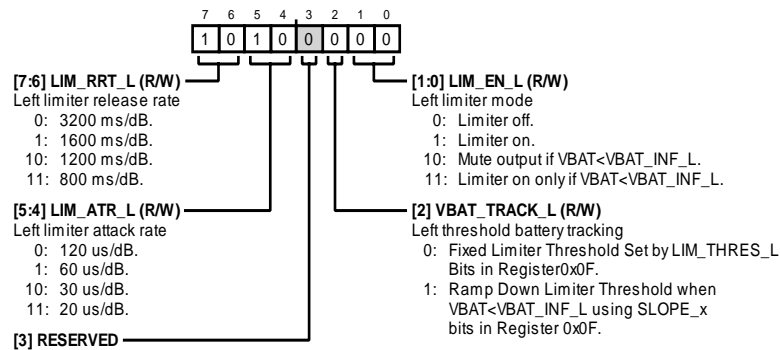 7 6 5 4 3 2 1 0
1 0 1 0 0 0 0 0
[7:6] LIM_RRT_L (R/W)
Left limiter release rate
0: 3200 ms/dB.
1: 1600 ms/dB.
10: 1200 ms/dB.
11: 800 ms/dB.
[5:4] LIM_ATR_L (R/W)
Left limiter attack rate
0: 120 us/dB.
1: 60 us/dB.
10: 30 us/dB.
11: 20 us/dB.
[3] RESERVED
[1:0] LIM_EN_L (R/W)
Left limiter mode
0: Limiter off.
1: Limiter on.
10: Mute output if VBAT<VBAT_INF_L.
11: Limiter on only if VBAT<VBAT_INF_L.
[2] VBAT_TRACK_L (R/W)
Left threshold battery tracking
0: Fixed Limiter Threshold Set by LIM_THRES_L
Bits in Register0x0F.
1: Ramp Down Limiter Threshold when
VBAT<VBAT_INF_L using SLOPE_x
bits in Register 0x0F.